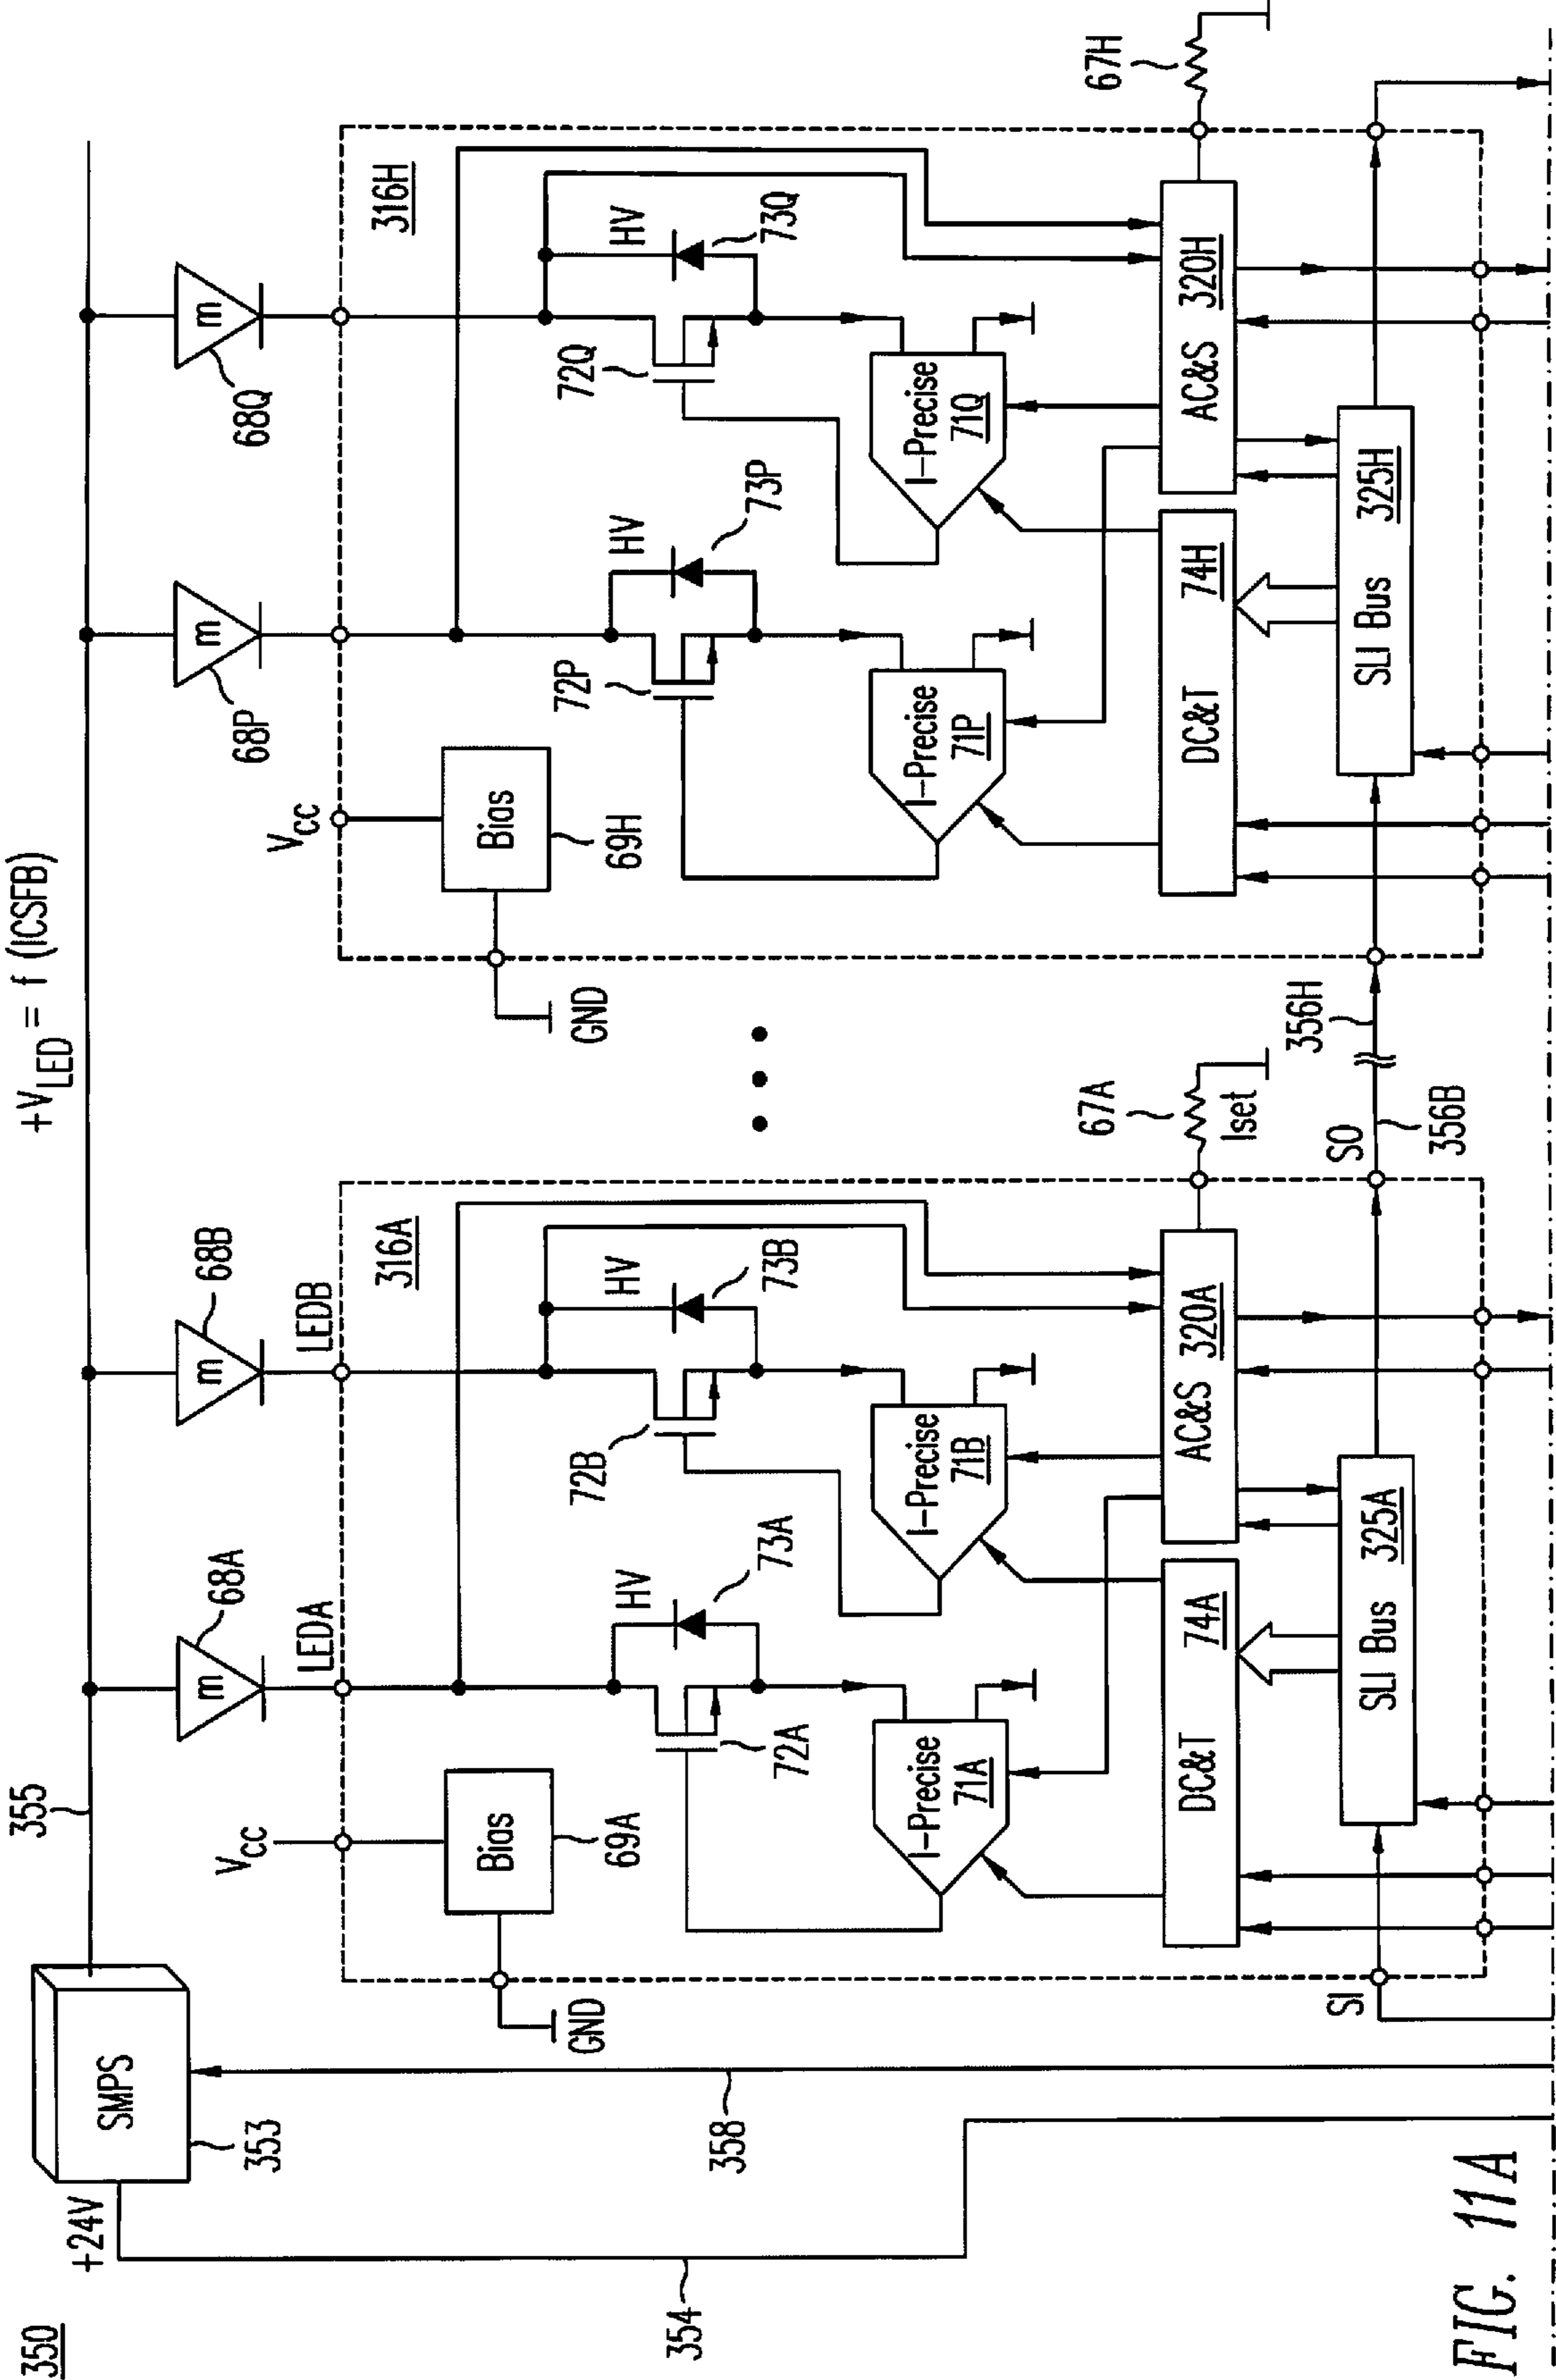 350
+24V
SMPS
353
354
358
355
+VLED = f (ICSFB)
m
68A
m
68B
m
68P
m
68Q
LEDA
LEDB
VCC
GND
Bias
69A
316A
HV
72A
73A
HV
72B
73B
I-Precise
71A
I-Precise
71B
DC&T 74A
AC&S 320A
67A
Iset
SLI Bus 325A
SI
SO
356B
356H
VCC
GND
Bias
69H
316H
HV
72P
73P
HV
72Q
73Q
I-Precise
71P
I-Precise
71Q
DC&T 74H
AC&S 320H
67H
SLI Bus 325H
FIG. 11A